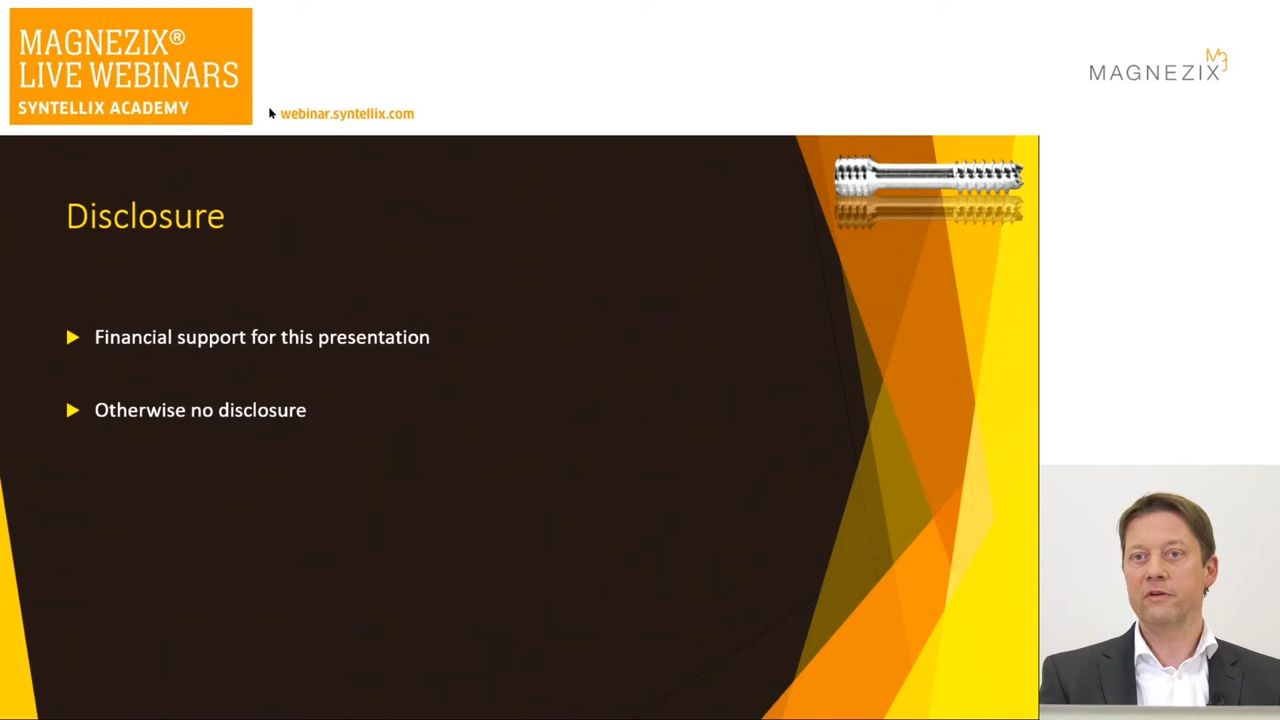 MAGNEZIX®
LIVE WEBINARS
SYNTELLIX ACADEMY
webinar.syntellix.com
MAGNEZIX
Disclosure
Financial support for this presentation
Otherwise no disclosure